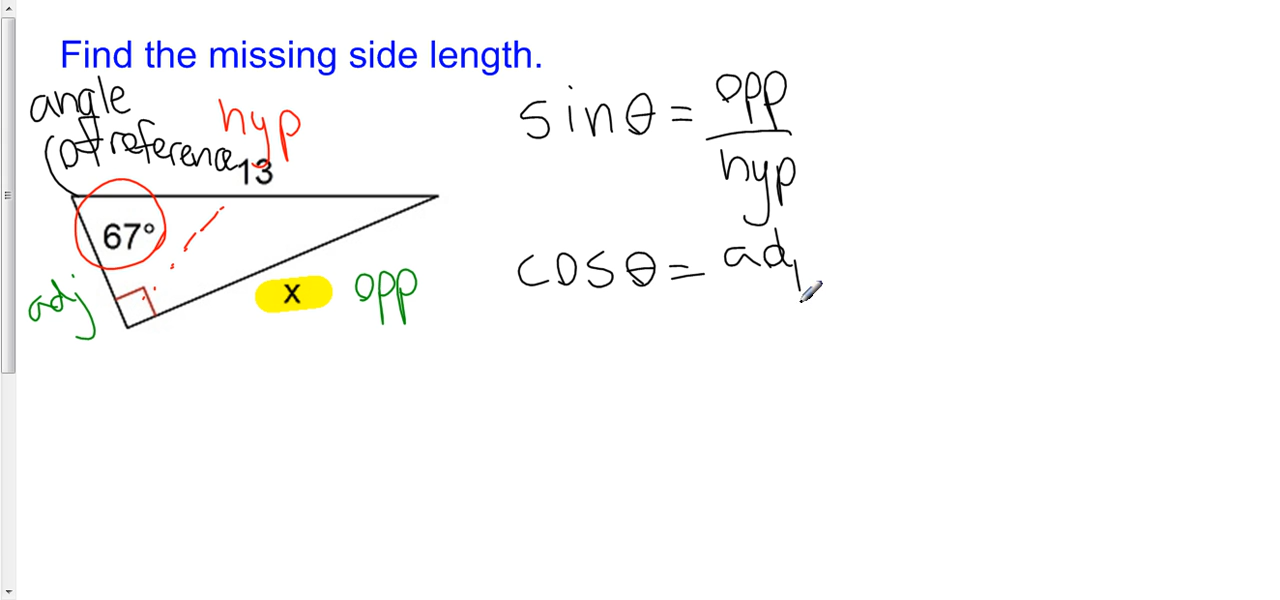 Find the missing side length.
angle
of reference
hyp
13
67°
adj
x
opp
sinθ = opp
hyp
cosθ = adj